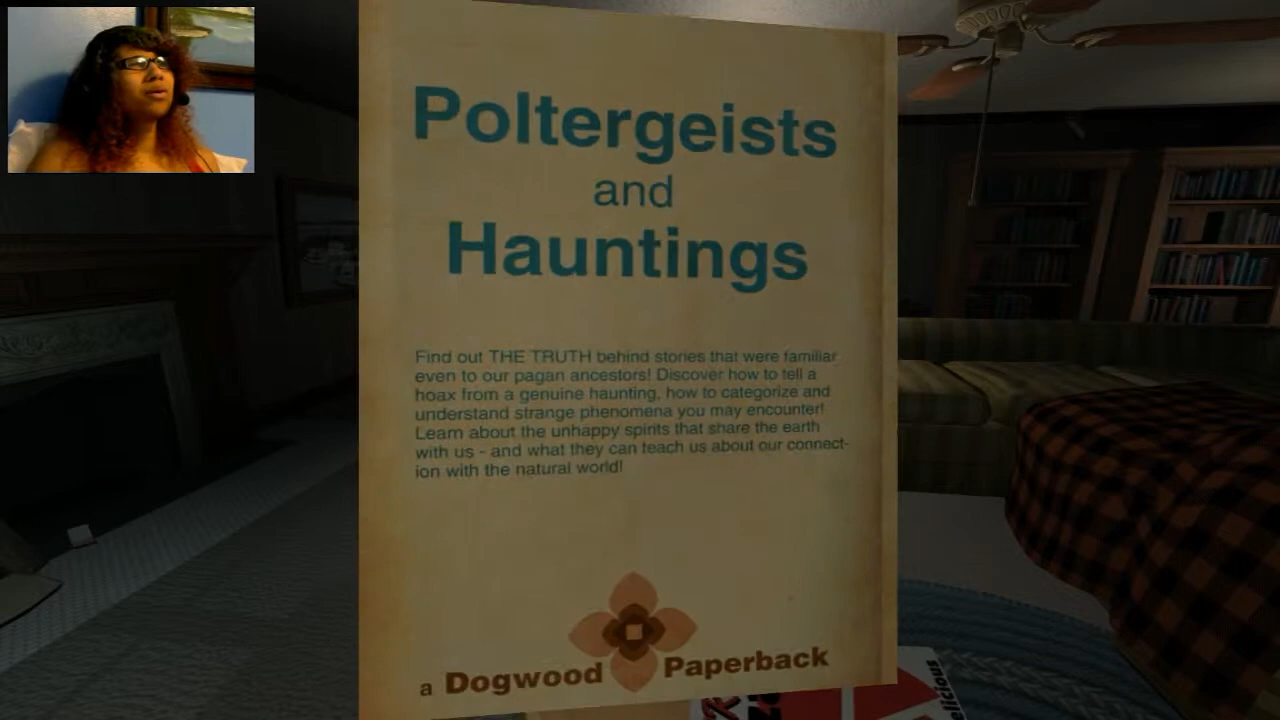 Poltergeists
and
Hauntings
Find out THE TRUTH behind stories that were familiar
even to our pagan ancestors! Discover how to tell a
hoax from a genuine haunting, how to categorize and
understand strange phenomena you may encounter!
Learn about the unhappy spirits that share the earth
with us - and what they can teach us about our connect-
ion with the natural world!
a Dogwood Paperback
elicious